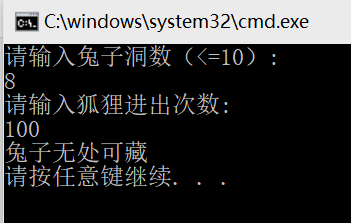 C:\windows\system32\cmd.exe
请输入兔子洞数（<=10）:
8
请输入狐狸进出次数:
100
兔子无处可藏
请按任意键继续. . .